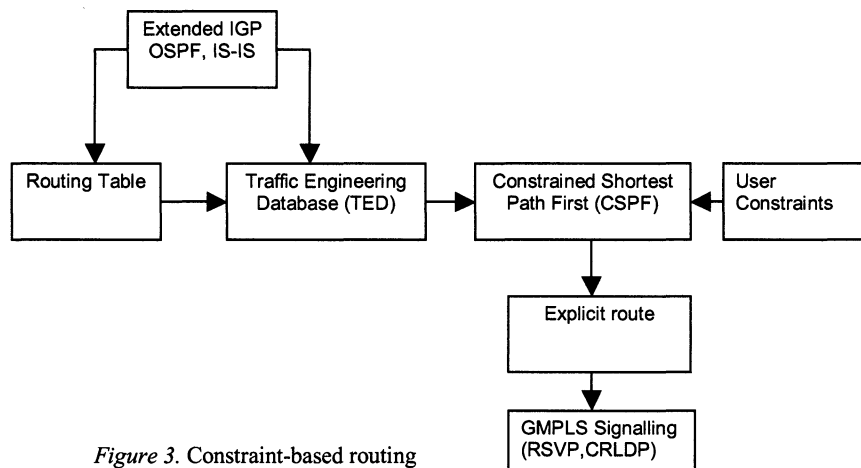 Extended IGP
OSPF, IS-IS
Routing Table
Traffic Engineering
Database (TED)
Constrained Shortest
Path First (CSPF)
User
Constraints
Explicit route
GMPLS Signalling
(RSVP,CRLDP)
Figure 3. Constraint-based routing